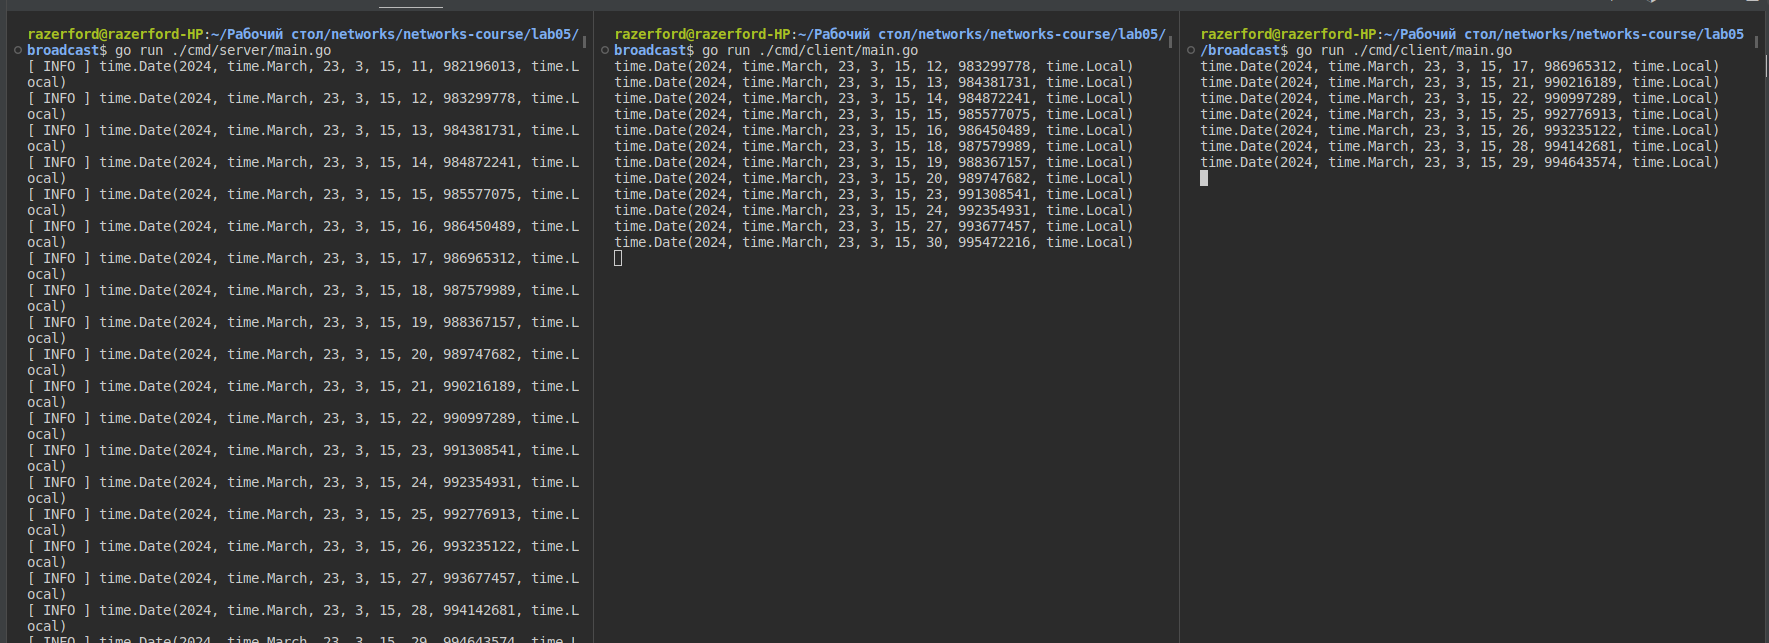 razerford@razerford-HP:~/Рабочий стол/networks/networks-course/lab05/
broadcast$ go run ./cmd/server/main.go
[ INFO ] time.Date(2024, time.March, 23, 3, 15, 11, 982196013, time.L
ocal)
[ INFO ] time.Date(2024, time.March, 23, 3, 15, 12, 983299778, time.L
ocal)
[ INFO ] time.Date(2024, time.March, 23, 3, 15, 13, 984381731, time.L
ocal)
[ INFO ] time.Date(2024, time.March, 23, 3, 15, 14, 984872241, time.L
ocal)
[ INFO ] time.Date(2024, time.March, 23, 3, 15, 15, 985577075, time.L
ocal)
[ INFO ] time.Date(2024, time.March, 23, 3, 15, 16, 986450489, time.L
ocal)
[ INFO ] time.Date(2024, time.March, 23, 3, 15, 17, 986965312, time.L
ocal)
[ INFO ] time.Date(2024, time.March, 23, 3, 15, 18, 987579989, time.L
ocal)
[ INFO ] time.Date(2024, time.March, 23, 3, 15, 19, 988367157, time.L
ocal)
[ INFO ] time.Date(2024, time.March, 23, 3, 15, 20, 989747682, time.L
ocal)
[ INFO ] time.Date(2024, time.March, 23, 3, 15, 21, 990216189, time.L
ocal)
[ INFO ] time.Date(2024, time.March, 23, 3, 15, 22, 990997289, time.L
ocal)
[ INFO ] time.Date(2024, time.March, 23, 3, 15, 23, 991308541, time.L
ocal)
[ INFO ] time.Date(2024, time.March, 23, 3, 15, 24, 992354931, time.L
ocal)
[ INFO ] time.Date(2024, time.March, 23, 3, 15, 25, 992776913, time.L
ocal)
[ INFO ] time.Date(2024, time.March, 23, 3, 15, 26, 993235122, time.L
ocal)
[ INFO ] time.Date(2024, time.March, 23, 3, 15, 27, 993677457, time.L
ocal)
[ INFO ] time.Date(2024, time.March, 23, 3, 15, 28, 994142681, time.L
ocal)
[ INFO ] time.Date(2024, time.March, 23, 3, 15, 29, 994643574, time.L
razerford@razerford-HP:~/Рабочий стол/networks/networks-course/lab05/
broadcast$ go run ./cmd/client/main.go
time.Date(2024, time.March, 23, 3, 15, 12, 983299778, time.Local)
time.Date(2024, time.March, 23, 3, 15, 13, 984381731, time.Local)
time.Date(2024, time.March, 23, 3, 15, 14, 984872241, time.Local)
time.Date(2024, time.March, 23, 3, 15, 15, 985577075, time.Local)
time.Date(2024, time.March, 23, 3, 15, 16, 986450489, time.Local)
time.Date(2024, time.March, 23, 3, 15, 18, 987579989, time.Local)
time.Date(2024, time.March, 23, 3, 15, 19, 988367157, time.Local)
time.Date(2024, time.March, 23, 3, 15, 20, 989747682, time.Local)
time.Date(2024, time.March, 23, 3, 15, 23, 991308541, time.Local)
time.Date(2024, time.March, 23, 3, 15, 24, 992354931, time.Local)
time.Date(2024, time.March, 23, 3, 15, 27, 993677457, time.Local)
time.Date(2024, time.March, 23, 3, 15, 30, 995472216, time.Local)
razerford@razerford-HP:~/Рабочий стол/networks/networks-course/lab05
/broadcast$ go run ./cmd/client/main.go
time.Date(2024, time.March, 23, 3, 15, 17, 986965312, time.Local)
time.Date(2024, time.March, 23, 3, 15, 21, 990216189, time.Local)
time.Date(2024, time.March, 23, 3, 15, 22, 990997289, time.Local)
time.Date(2024, time.March, 23, 3, 15, 25, 992776913, time.Local)
time.Date(2024, time.March, 23, 3, 15, 26, 993235122, time.Local)
time.Date(2024, time.March, 23, 3, 15, 28, 994142681, time.Local)
time.Date(2024, time.March, 23, 3, 15, 29, 994643574, time.Local)